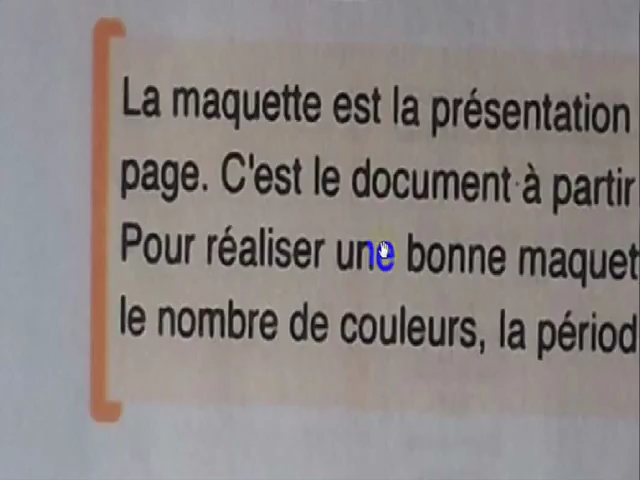 La maquette est la présentation
page. C'est le document à partir
Pour réaliser une bonne maquet
le nombre de couleurs, la périod